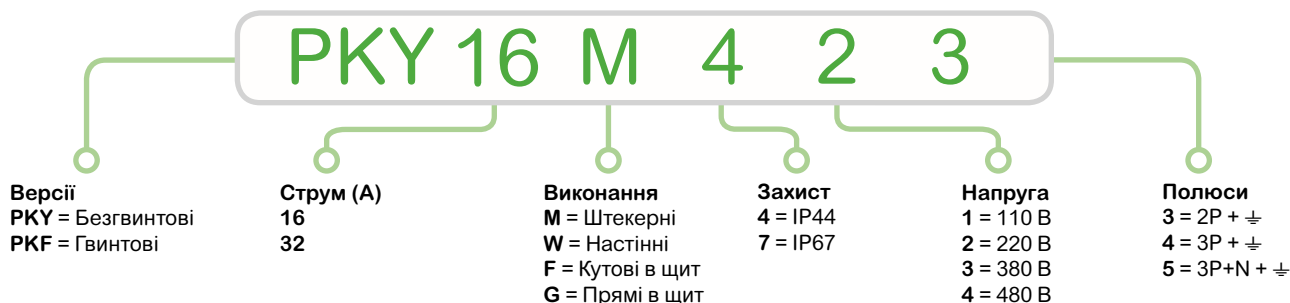 PKY 16 M 4 2 3
Версії
PKY = Безгвинтові
PKF = Гвинтові
Струм (А)
16
32
Виконання
M = Штекерні
W = Настінні
F = Кутові в щит
G = Прямі в щит
Захист
4 = IP44
7 = IP67
Напруга
1 = 110 В
2 = 220 В
3 = 380 В
4 = 480 В
Полюси
3 = 2P + ⏚
4 = 3P + ⏚
5 = 3P+N + ⏚